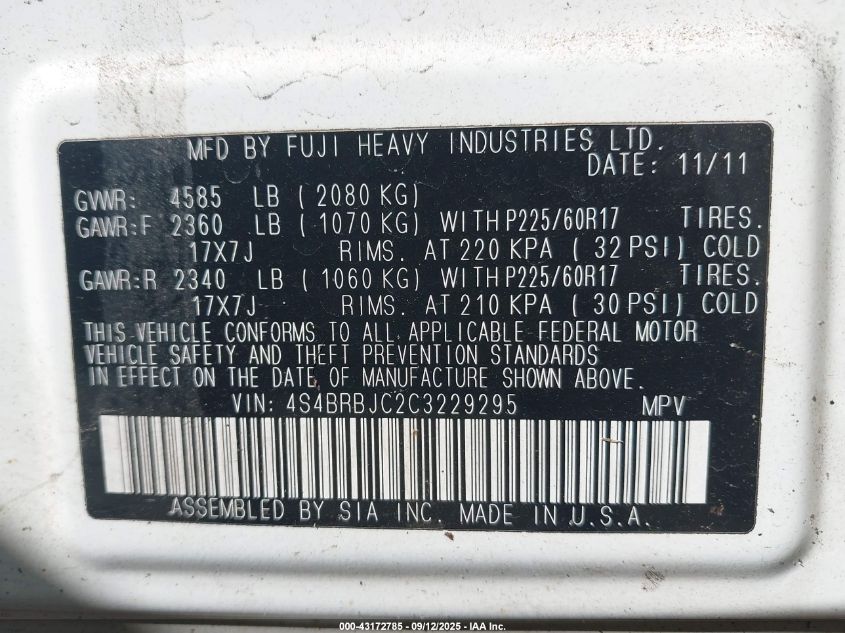 MFD BY FUJI HEAVY INDUSTRIES LTD.
DATE: 11/11
GVWR: 4585 LB ( 2080 KG)
GAWR:F 2360 LB ( 1070 KG) WITH P225/60R17 TIRES.
17X7J RIMS. AT 220 KPA ( 32 PSI) COLD
GAWR:R 2340 LB ( 1060 KG) WITH P225/60R17 TIRES.
17X7J RIMS. AT 210 KPA ( 30 PSI) COLD
THIS VEHICLE CONFORMS TO ALL APPLICABLE FEDERAL MOTOR
VEHICLE SAFETY AND THEFT PREVENTION STANDARDS
IN EFFECT ON THE DATE OF MANUFACTURE SHOWN ABOVE.
VIN: 4S4BRBJC2C3229295 MPV
ASSEMBLED BY SIA INC. MADE IN U.S.A.
000-43172785 - 09/12/2025 - IAA Inc.